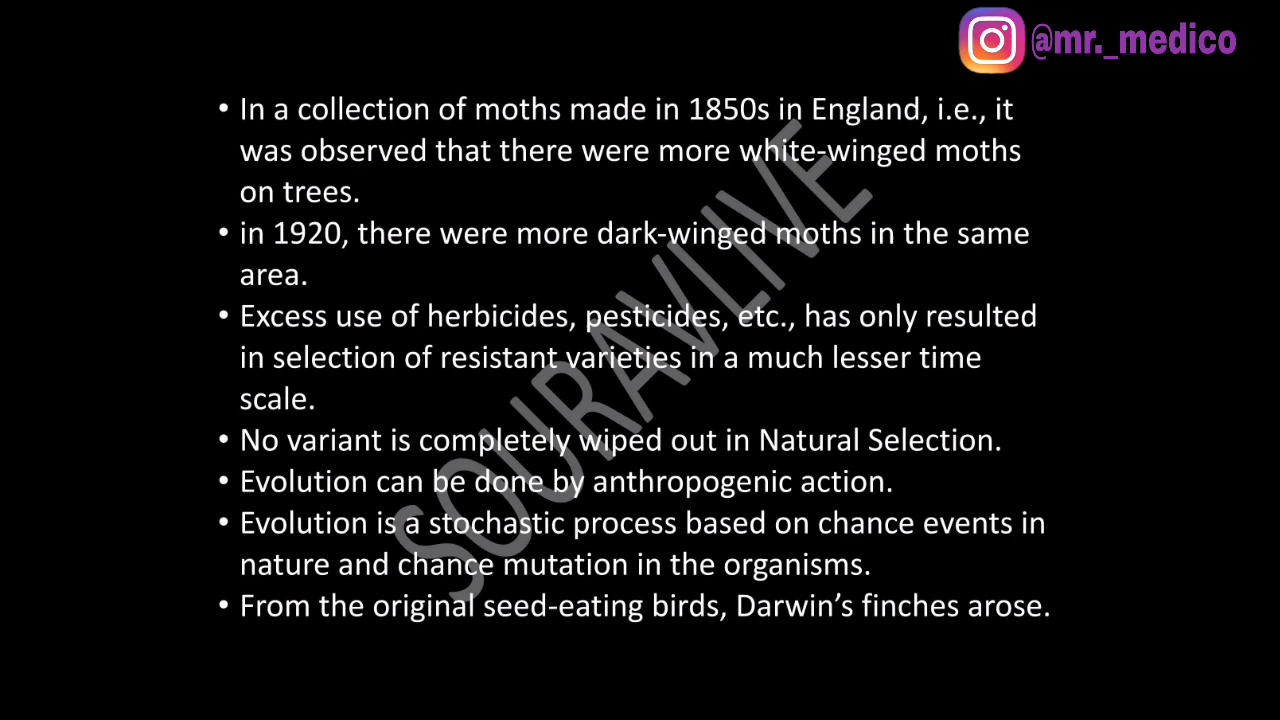 @mr._medico
• In a collection of moths made in 1850s in England, i.e., it
was observed that there were more white-winged moths
on trees.
• in 1920, there were more dark-winged moths in the same
area.
• Excess use of herbicides, pesticides, etc., has only resulted
in selection of resistant varieties in a much lesser time
scale.
• No variant is completely wiped out in Natural Selection.
• Evolution can be done by anthropogenic action.
• Evolution is a stochastic process based on chance events in
nature and chance mutation in the organisms.
• From the original seed-eating birds, Darwin’s finches arose.
SOURAVLIVE